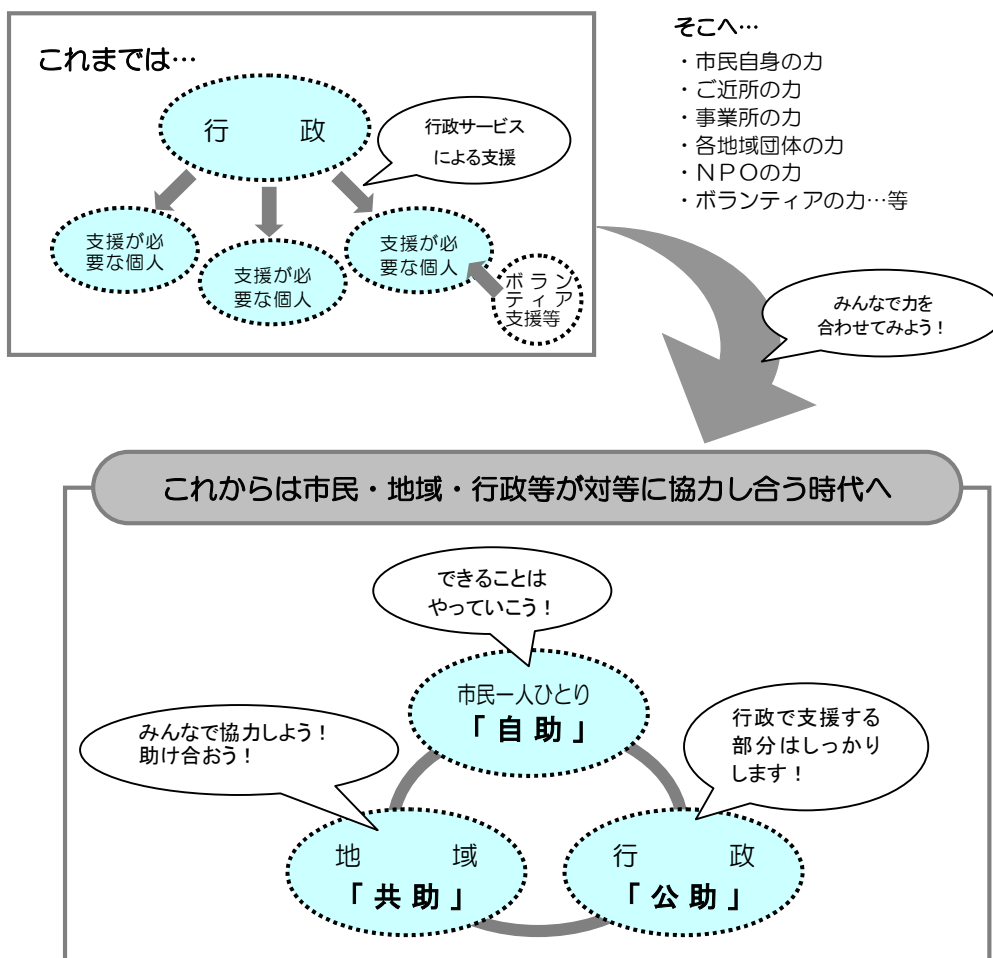 これまでは…
行　政
行政サービス
による支援
支援が必
要な個人
支援が必
要な個人
支援が必
要な個人
ボラン
ティア
支援等
そこへ…
・市民自身の力
・ご近所の力
・事業所の力
・各地域団体の力
・ＮＰＯの力
・ボランティアの力…等
みんなで力を
合わせてみよう！
これからは市民・地域・行政等が対等に協力し合う時代へ
できることは
やっていこう！
市民一人ひとり
「自助」
みんなで協力しよう！
助け合おう！
行政で支援する
部分はしっかり
します！
地　域
「共助」
行　政
「公助」